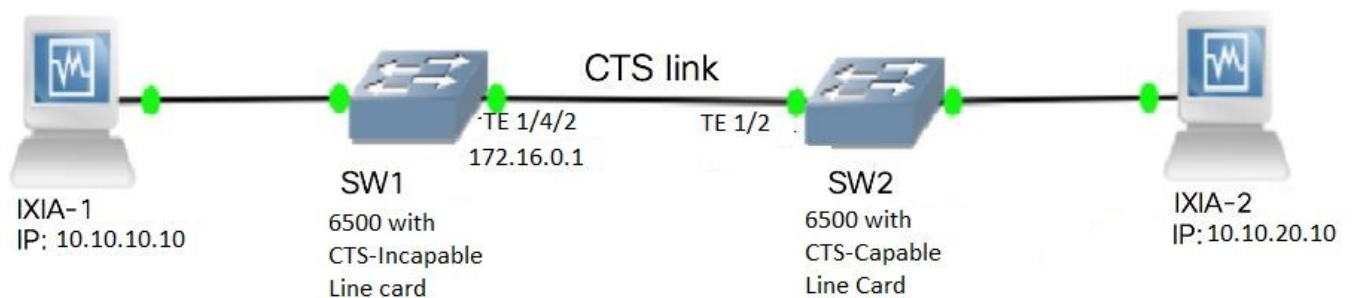 CTS link
TE 1/4/2
TE 1/2
172.16.0.1
SW1
SW2
IXIA-1
IP: 10.10.10.10
6500 with
CTS-Incapable
Line card
6500 with
CTS-Capable
Line Card
IXIA-2
IP: 10.10.20.10